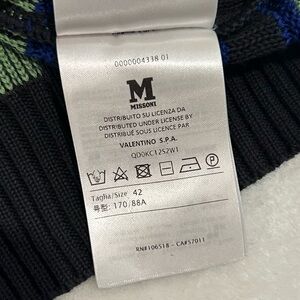 0000004338 01
M
MISSONI
DISTRIBUITO SU LICENZA DA
DISTRIBUTED UNDER LICENSE BY
DISTRIBUÉ SOUS LICENCE PAR
VALENTINO S.P.A.
QD0KC12S2W1
P
Taglia/Size 42
号型: 170/88A
RN#106518 - CA#57011